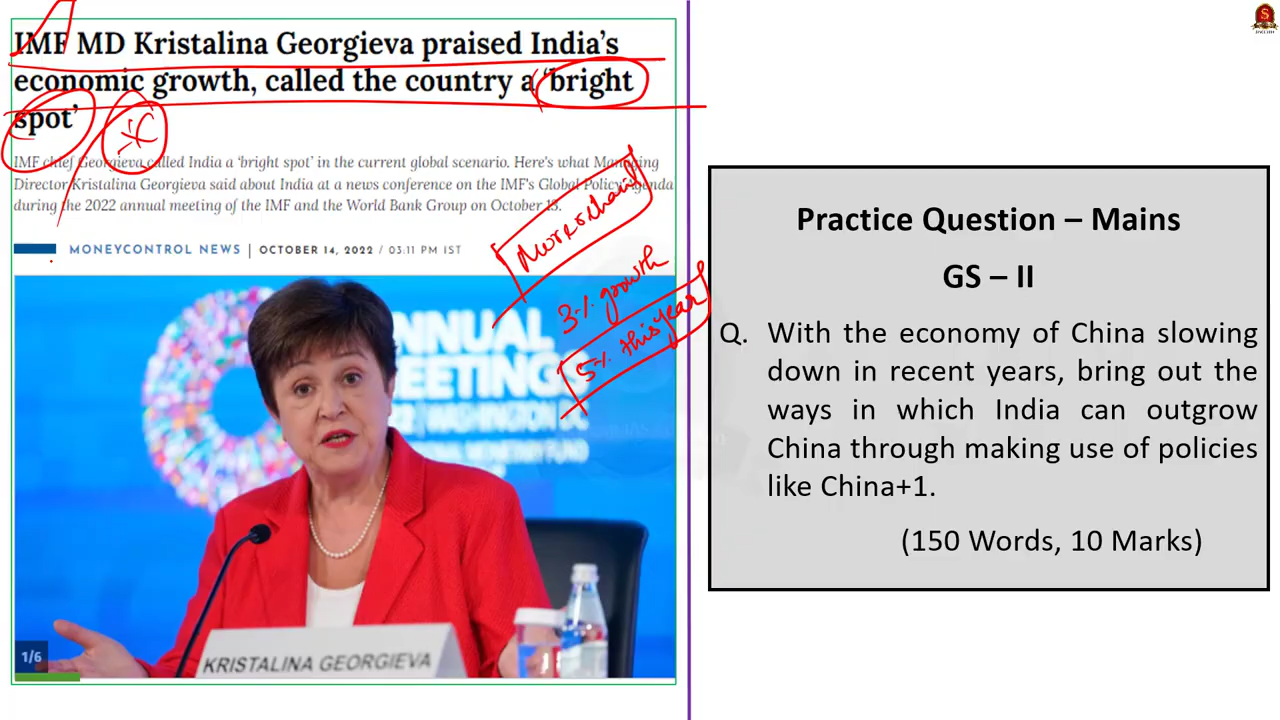 IMF MD Kristalina Georgieva praised India's
economic growth, called the country a 'bright
spot'
IMF chief Georgieva called India a 'bright spot' in the current global scenario. Here's what Managing
Director Kristalina Georgieva said about India at a news conference on the IMF's Global Policy Agenda
during the 2022 annual meeting of the IMF and the World Bank Group on October 13.
MONEYCONTROL NEWS | OCTOBER 14, 2022 / 03:11 PM IST
3% growth
5% this year
ANNUAL
MEETINGS
WASHINGTON DC
KRISTALINA GEORGIEVA
1/6
Practice Question – Mains
GS – II
Q. With the economy of China slowing
down in recent years, bring out the
ways in which India can outgrow
China through making use of policies
like China+1.
(150 Words, 10 Marks)